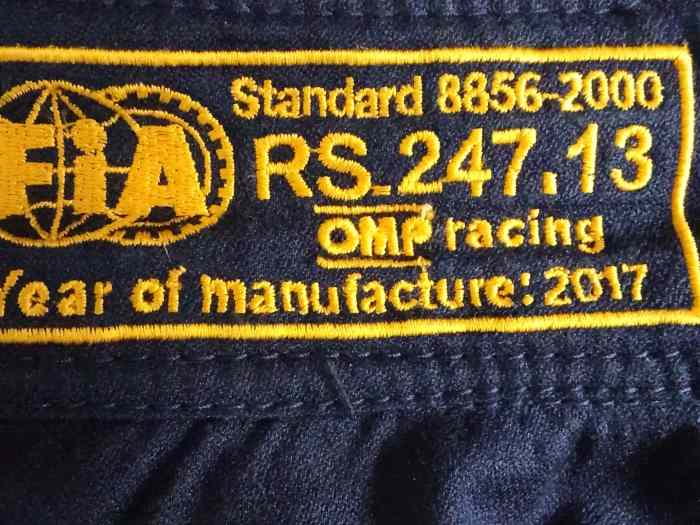 FiA
Standard 8856-2000
RS.247.13
OMP racing
Year of manufacture: 2017